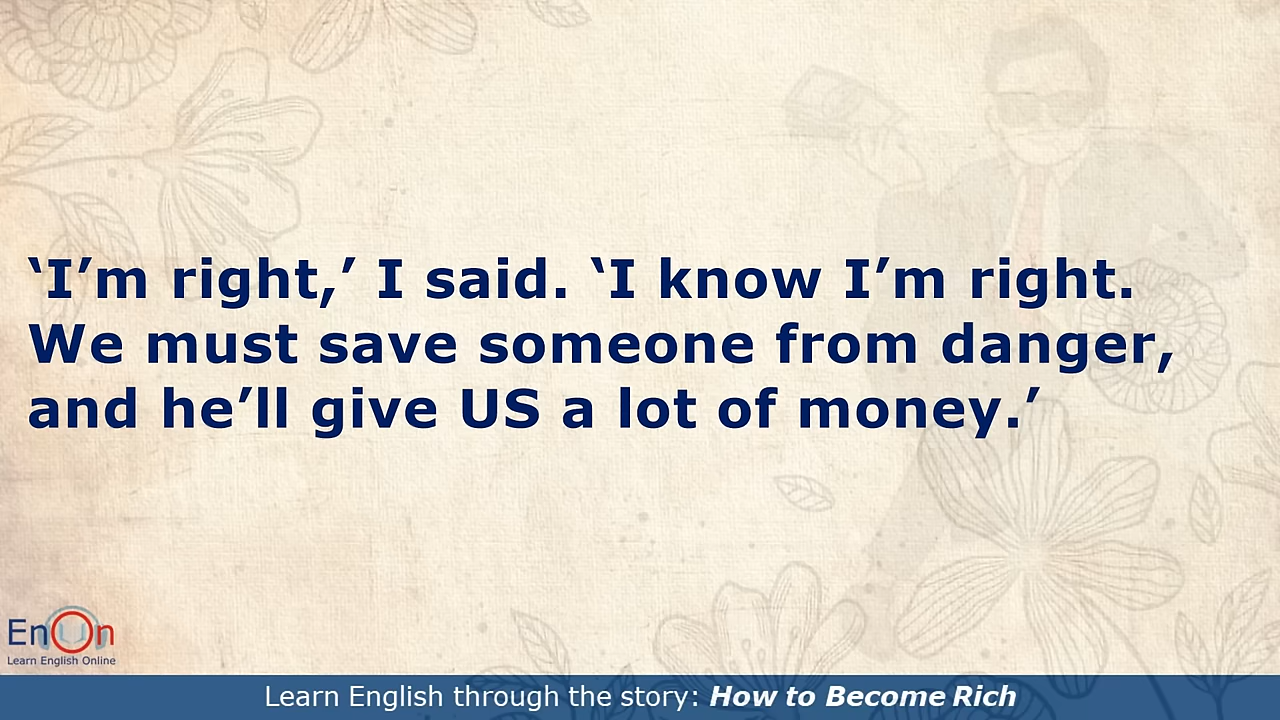 ‘I’m right,’ I said. ‘I know I’m right.
We must save someone from danger,
and he’ll give US a lot of money.’
EnOn
Learn English Online
Learn English through the story: How to Become Rich